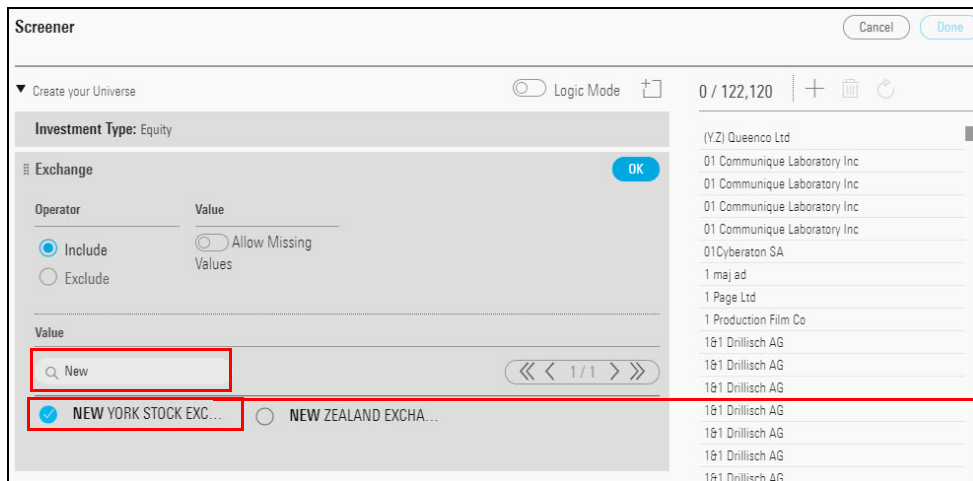 Screener
Cancel
Done
Create your Universe
Logic Mode
Investment Type: Equity
Exchange
OK
Operator
Value
Include
Exclude
Allow Missing
Values
Value
New
1 / 1
NEW YORK STOCK EXC...
NEW ZEALAND EXCHA...
0 / 122,120
(Y.Z) Queenco Ltd
01 Communique Laboratory Inc
01 Communique Laboratory Inc
01 Communique Laboratory Inc
01 Communique Laboratory Inc
01Cyberaton SA
1 maj ad
1 Page Ltd
1 Production Film Co
1&1 Drillisch AG
1&1 Drillisch AG
1&1 Drillisch AG
1&1 Drillisch AG
1&1 Drillisch AG
1&1 Drillisch AG
1&1 Drillisch AG